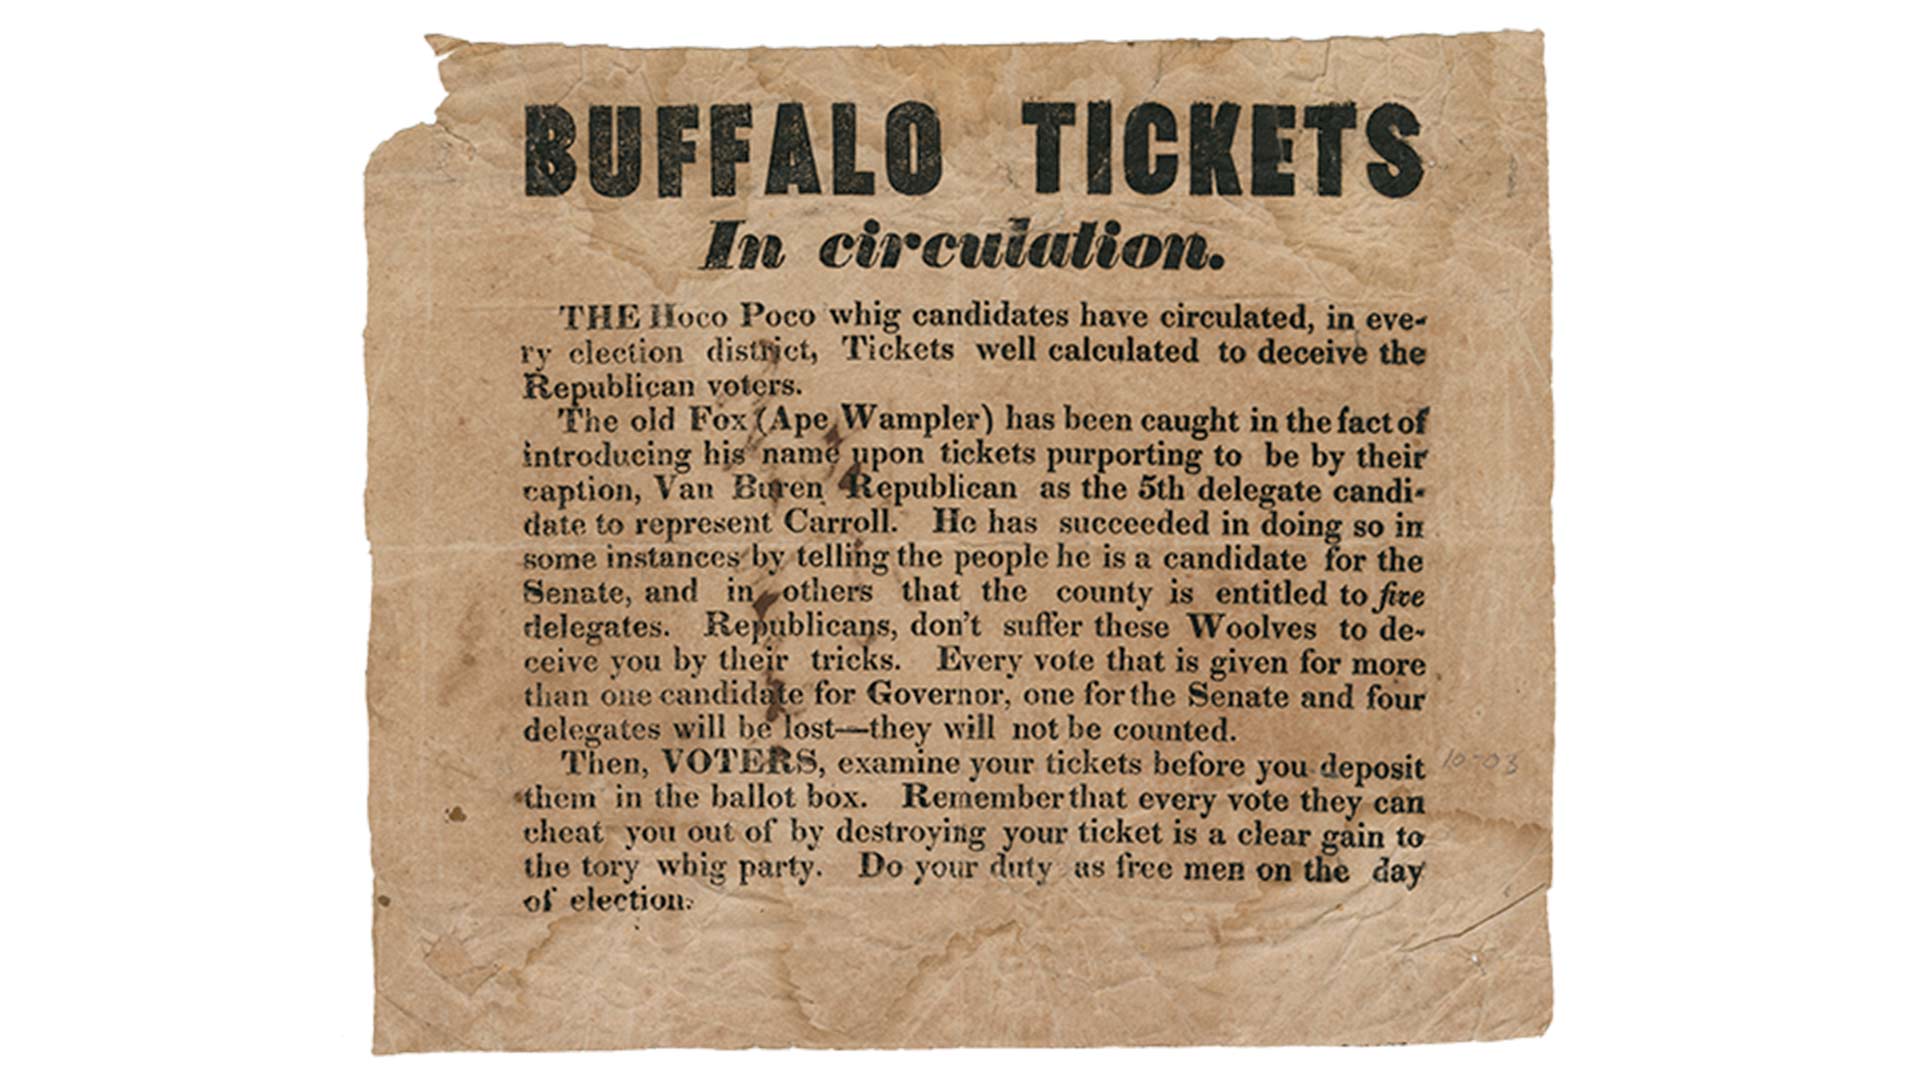 BUFFALO TICKETS
In circulation.
THE Hoco Poco whig candidates have circulated, in eve-
ry election district, Tickets well calculated to deceive the
Republican voters.
The old Fox (Ape Wampler) has been caught in the fact of
introducing his name upon tickets purporting to be by their
caption, Van Buren Republican as the 5th delegate candi-
date to represent Carroll. He has succeeded in doing so in
some instances by telling the people he is a candidate for the
Senate, and in others that the county is entitled to five
delegates. Republicans, don't suffer these Woolves to de-
ceive you by their tricks. Every vote that is given for more
than one candidate for Governor, one for the Senate and four
delegates will be lost—they will not be counted.
Then, VOTERS, examine your tickets before you deposit
them in the ballot box. Remember that every vote they can
cheat you out of by destroying your ticket is a clear gain to
the tory whig party. Do your duty as free men on the day
of election.
10-03